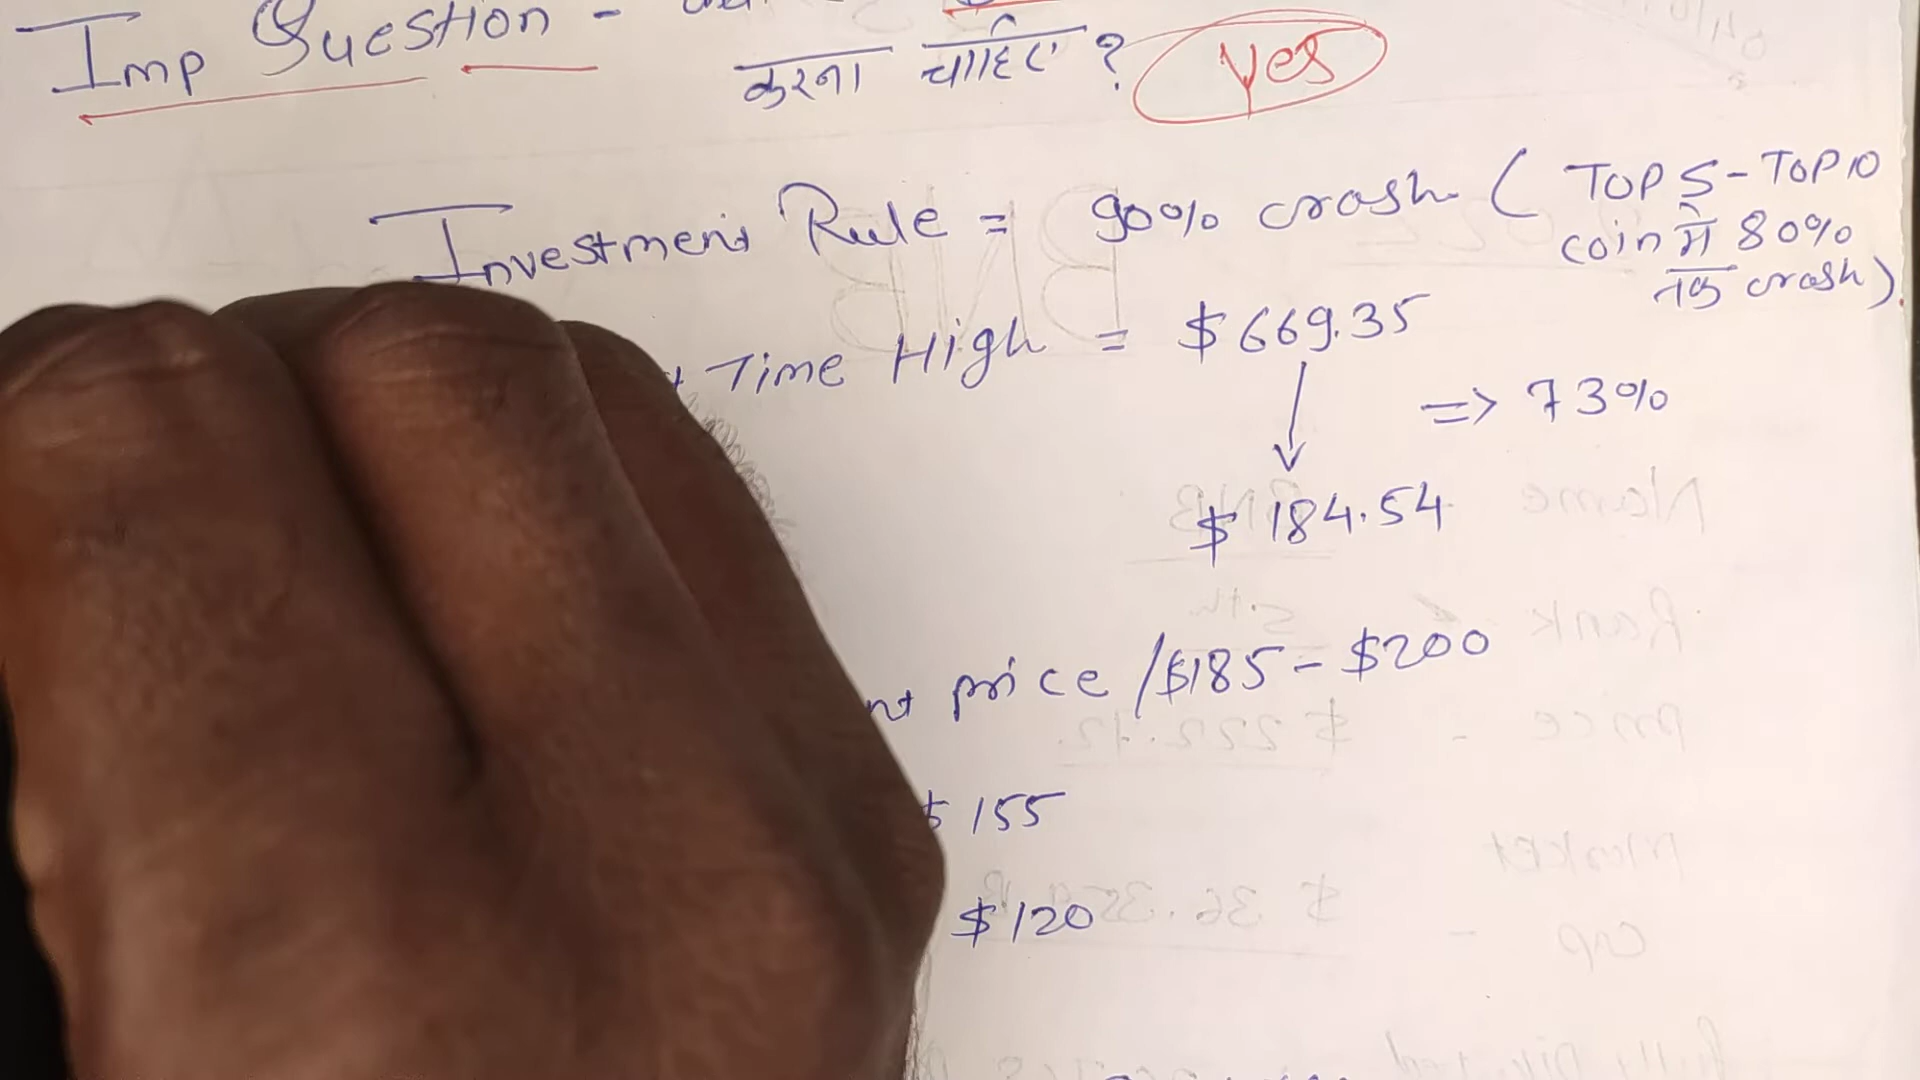 Imp Question -
करना चाहिए ? yes
Investment Rule = 90% crash ( TOP 5 - TOP 10
coin में 80%
तक crash)
Time High = $ 669.35
=> 73%
$ 184.54
price / $185 - $200
$ 155
$ 120